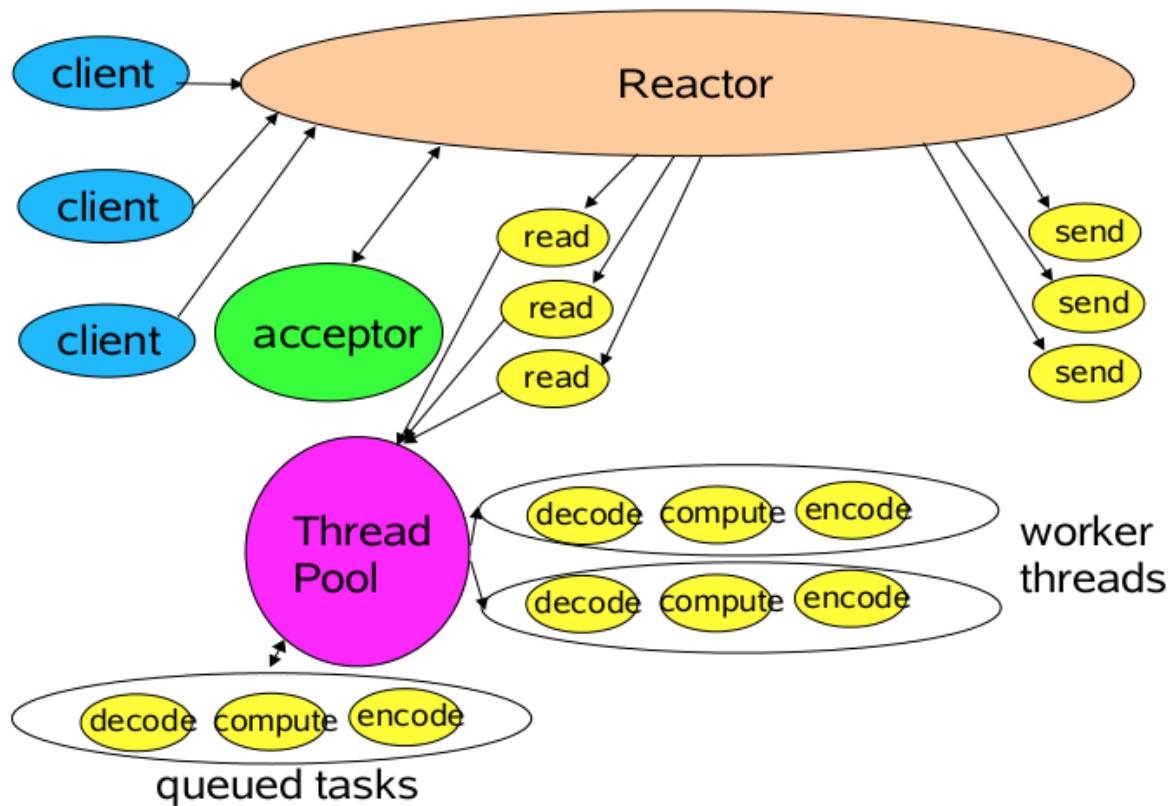 client
Reactor
client
read
send
client
acceptor
read
send
read
send
Thread
Pool
decode compute encode
worker
threads
decode compute encode
decode compute encode
queued tasks